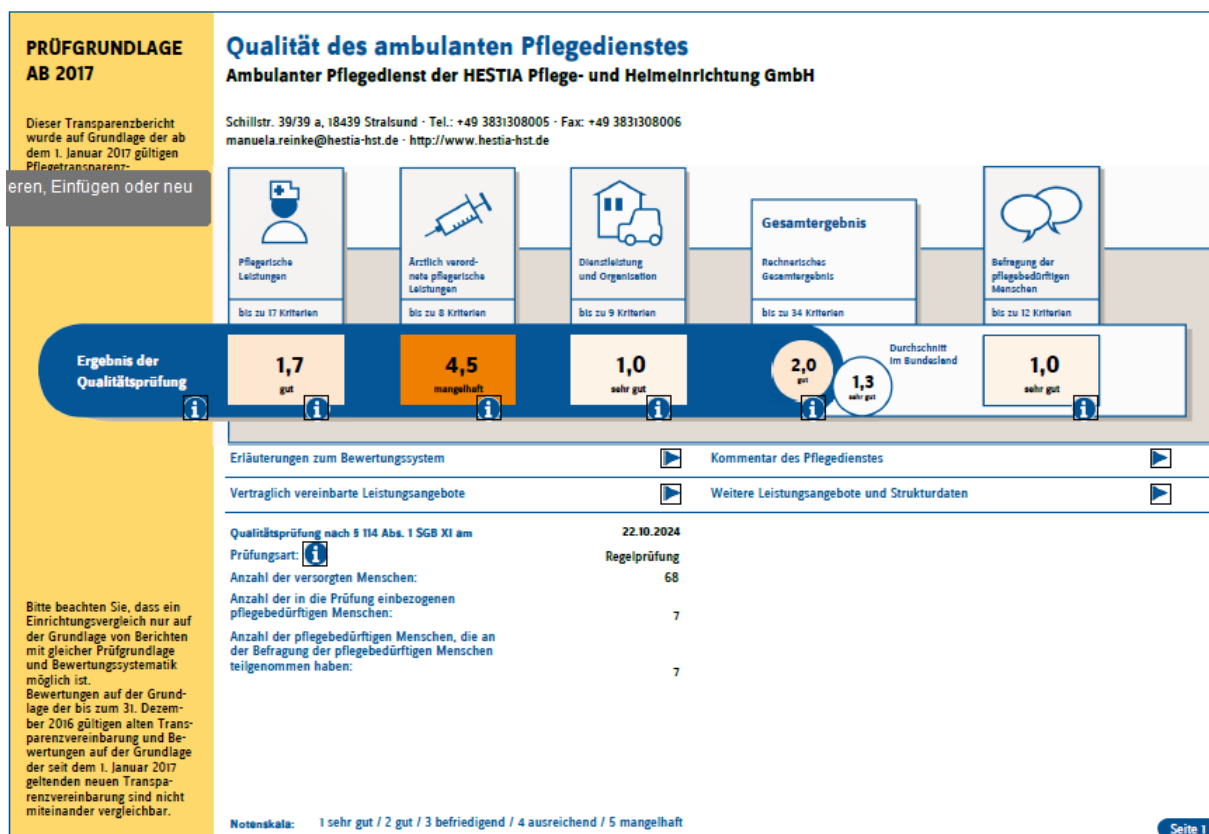 PRÜFGRUNDLAGE
AB 2017
Dieser Transparenzbericht
wurde auf Grundlage der ab
dem 1. Januar 2017 gültigen
Pflegetransparenz-
eren, Einfügen oder neu
Bitte beachten Sie, dass ein
Einrichtungsvergleich nur auf
der Grundlage von Berichten
mit gleicher Prüfgrundlage
und Bewertungssystematik
möglich ist.
Bewertungen auf der Grund-
lage der bis zum 31. Dezem-
ber 2016 gültigen alten Trans-
parenzvereinbarung und Be-
wertungen auf der Grundlage
der seit dem 1. Januar 2017
geltenden neuen Transpa-
renzvereinbarung sind nicht
miteinander vergleichbar.
Qualität des ambulanten Pflegedienstes
Ambulanter Pflegedienst der HESTIA Pflege- und Heimeinrichtung GmbH
Schillstr. 39/39 a, 18439 Stralsund · Tel.: +49 3831308005 · Fax: +49 3831308006
manuela.reinke@hestia-hst.de · http://www.hestia-hst.de
Pflegerische
Leistungen
bis zu 17 Kriterien
Ärztlich verord-
nete pflegerische
Leistungen
bis zu 8 Kriterien
Dienstleistung
und Organisation
bis zu 9 Kriterien
Gesamtergebnis
Rechnerisches
Gesamtergebnis
bis zu 34 Kriterien
Befragung der
pflegebedürftigen
Menschen
bis zu 12 Kriterien
Ergebnis der
Qualitätsprüfung
1,7
gut
4,5
mangelhaft
1,0
sehr gut
2,0
gut
1,3
sehr gut
Durchschnitt
im Bundesland
1,0
sehr gut
Erläuterungen zum Bewertungssystem
Kommentar des Pflegedienstes
Vertraglich vereinbarte Leistungsangebote
Weitere Leistungsangebote und Strukturdaten
Qualitätsprüfung nach § 114 Abs. 1 SGB XI am 22.10.2024
Prüfungsart: Regelprüfung
Anzahl der versorgten Menschen: 68
Anzahl der in die Prüfung einbezogenen
pflegebedürftigen Menschen: 7
Anzahl der pflegebedürftigen Menschen, die an
der Befragung der pflegebedürftigen Menschen
teilgenommen haben: 7
Notenskala: 1 sehr gut / 2 gut / 3 befriedigend / 4 ausreichend / 5 mangelhaft
Seite 1